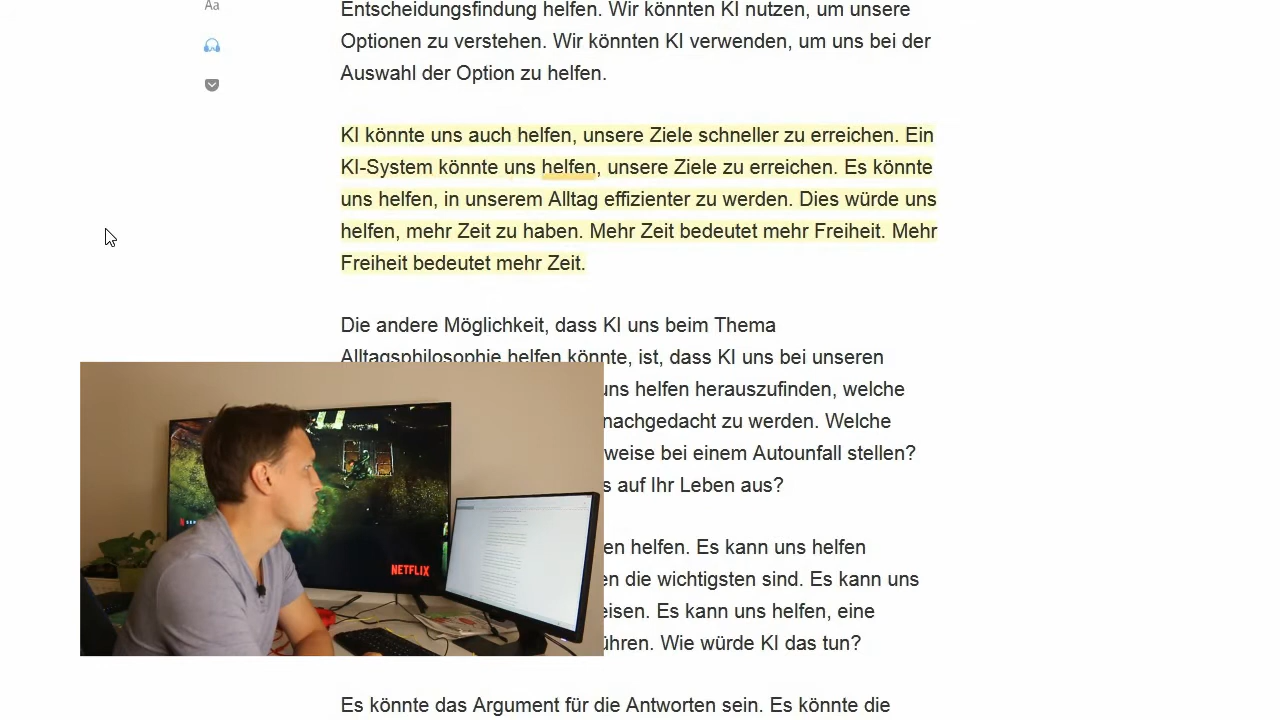 Aa
Entscheidungsfindung helfen. Wir könnten KI nutzen, um unsere
Optionen zu verstehen. Wir könnten KI verwenden, um uns bei der
Auswahl der Option zu helfen.
KI könnte uns auch helfen, unsere Ziele schneller zu erreichen. Ein
KI-System könnte uns helfen, unsere Ziele zu erreichen. Es könnte
uns helfen, in unserem Alltag effizienter zu werden. Dies würde uns
helfen, mehr Zeit zu haben. Mehr Zeit bedeutet mehr Freiheit. Mehr
Freiheit bedeutet mehr Zeit.
Die andere Möglichkeit, dass KI uns beim Thema
Alltagsphilosophie helfen könnte, ist, dass KI uns bei unseren
uns helfen herauszufinden, welche
nachgedacht zu werden. Welche
weise bei einem Autounfall stellen?
s auf Ihr Leben aus?
en helfen. Es kann uns helfen
en die wichtigsten sind. Es kann uns
eisen. Es kann uns helfen, eine
ühren. Wie würde KI das tun?
Es könnte das Argument für die Antworten sein. Es könnte die
NETFLIX